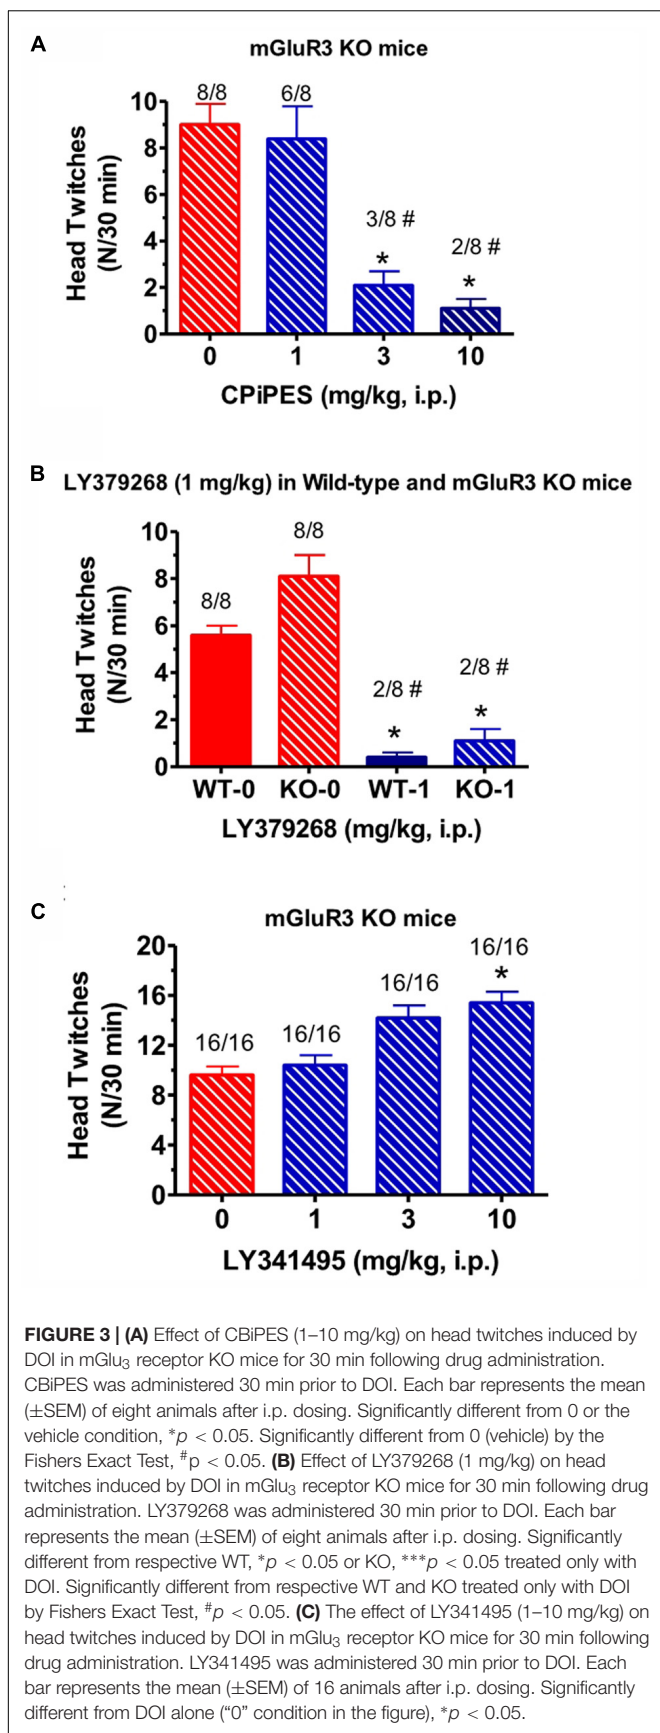 A
mGluR3 KO mice
8/8 6/8
3/8 #
2/8 #
* *
10
8
6
4
2
0
Head Twitches
(N/30 min)
0 1 3 10
CPiPES (mg/kg, i.p.)
B LY379268 (1 mg/kg) in Wild-type and mGluR3 KO mice
8/8
8/8
2/8 # 2/8 #
* *
10
8
6
4
2
0
Head Twitches
(N/30 min)
WT-0 KO-0 WT-1 KO-1
LY379268 (mg/kg, i.p.)
C
mGluR3 KO mice
16/16 16/16 16/16 16/16
*
20
16
12
8
4
0
Head Twitches
(N/30 min)
0 1 3 10
LY341495 (mg/kg, i.p.)
FIGURE 3 | (A) Effect of CBiPES (1–10 mg/kg) on head twitches induced by
DOI in mGlu₃ receptor KO mice for 30 min following drug administration.
CBiPES was administered 30 min prior to DOI. Each bar represents the mean
(±SEM) of eight animals after i.p. dosing. Significantly different from 0 or the
vehicle condition, *p < 0.05. Significantly different from 0 (vehicle) by the
Fishers Exact Test, #p < 0.05. (B) Effect of LY379268 (1 mg/kg) on head
twitches induced by DOI in mGlu₃ receptor KO mice for 30 min following drug
administration. LY379268 was administered 30 min prior to DOI. Each bar
represents the mean (±SEM) of eight animals after i.p. dosing. Significantly
different from respective WT, *p < 0.05 or KO, ***p < 0.05 treated only with
DOI. Significantly different from respective WT and KO treated only with DOI
by Fishers Exact Test, #p < 0.05. (C) The effect of LY341495 (1–10 mg/kg) on
head twitches induced by DOI in mGlu₃ receptor KO mice for 30 min following
drug administration. LY341495 was administered 30 min prior to DOI. Each
bar represents the mean (±SEM) of 16 animals after i.p. dosing. Significantly
different from DOI alone (“0” condition in the figure), *p < 0.05.